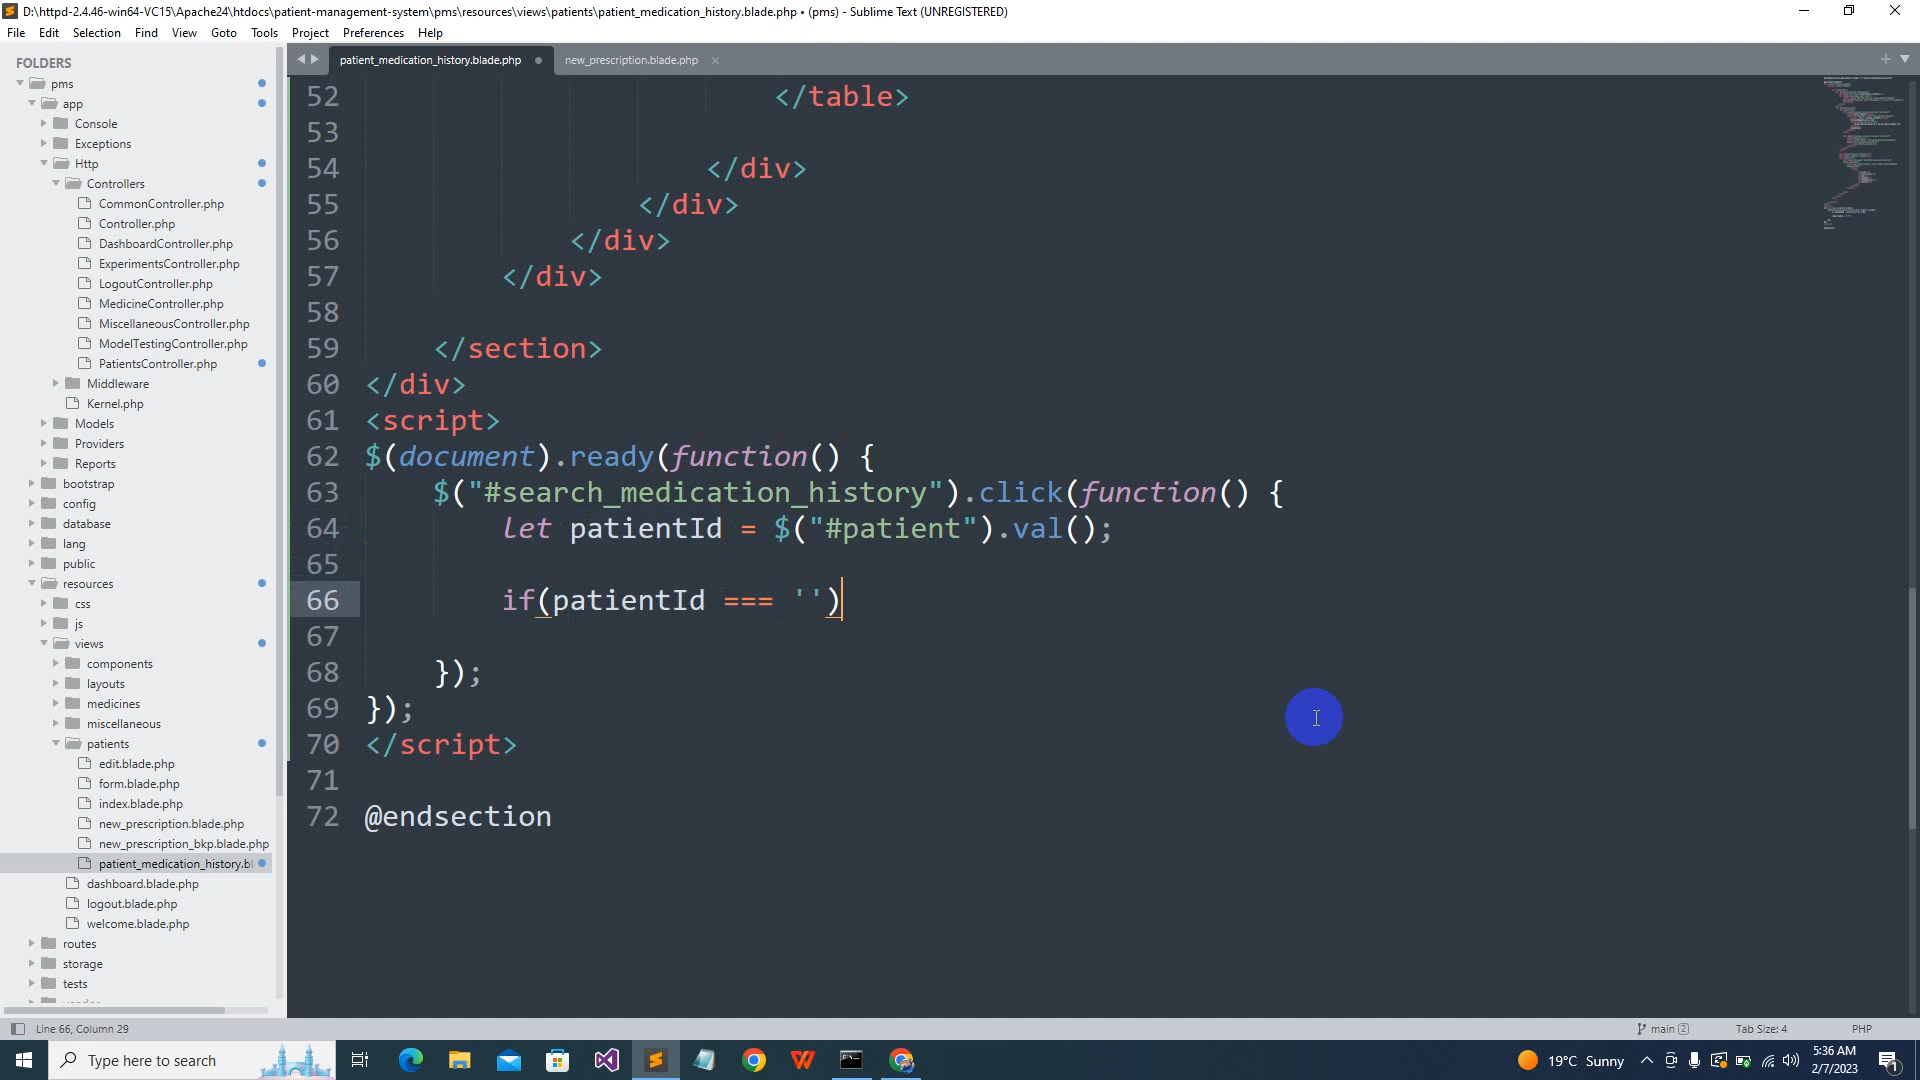 D:\httpd-2.4.46-win64-VC15\Apache24\htdocs\patient-management-system\pms\resources\views\patients\patient_medication_history.blade.php • (pms) - Sublime Text (UNREGISTERED)
File Edit Selection Find View Goto Tools Project Preferences Help
FOLDERS
pms
app
Console
Exceptions
Http
Controllers
CommonController.php
Controller.php
DashboardController.php
ExperimentsController.php
LogoutController.php
MedicineController.php
MiscellaneousController.php
ModelTestingController.php
PatientsController.php
Middleware
Kernel.php
Models
Providers
Reports
bootstrap
config
database
lang
public
resources
css
js
views
components
layouts
medicines
miscellaneous
patients
edit.blade.php
form.blade.php
index.blade.php
new_prescription.blade.php
new_prescription_bkp.blade.php
patient_medication_history.bl
dashboard.blade.php
logout.blade.php
welcome.blade.php
routes
storage
tests
patient_medication_history.blade.php new_prescription.blade.php
52 </table>
53
54 </div>
55 </div>
56 </div>
57 </div>
58
59 </section>
60 </div>
61 <script>
62 $(document).ready(function() {
63 $("#search_medication_history").click(function() {
64 let patientId = $("#patient").val();
65
66 if(patientId === '')
67
68 });
69 });
70 </script>
71
72 @endsection
Line 66, Column 29 main 2 Tab Size: 4 PHP
Type here to search 19°C Sunny 5:36 AM
2/7/2023 1